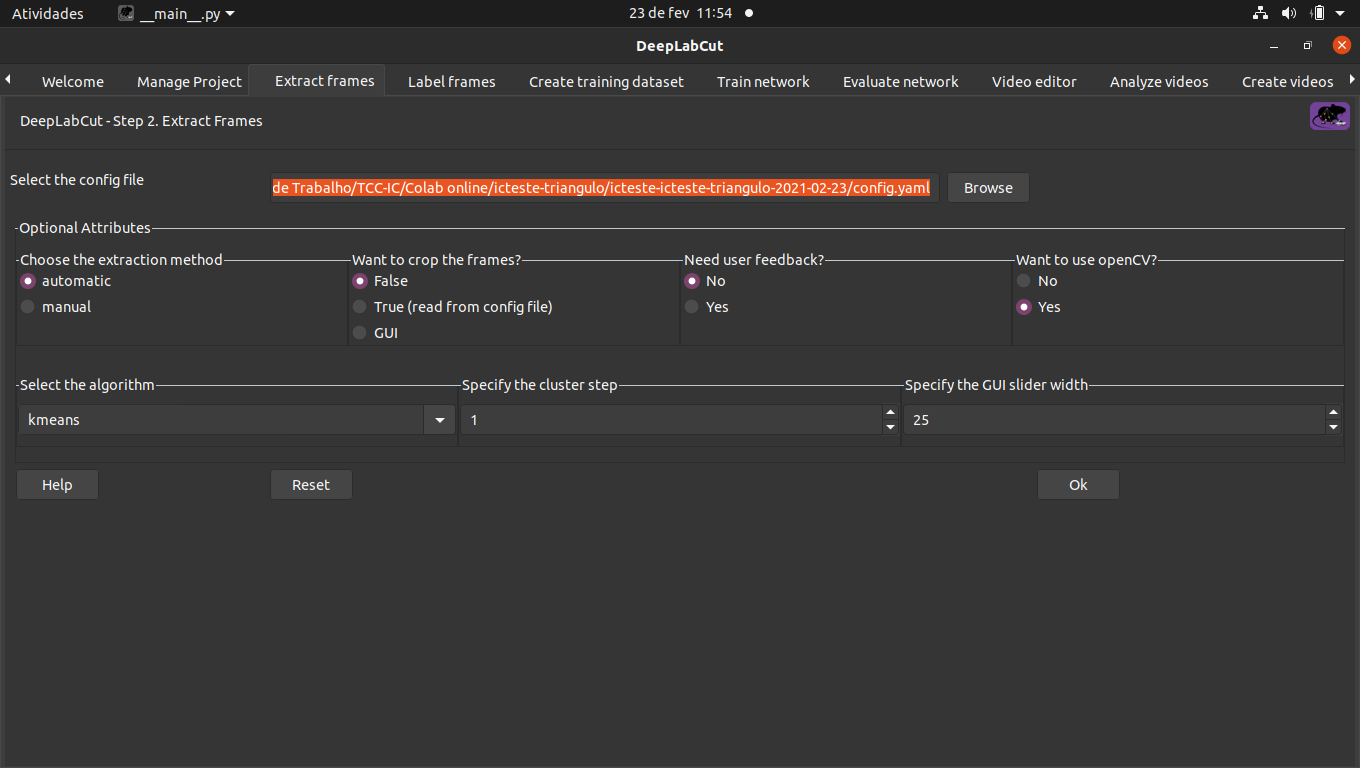 Atividades __main__.py 23 de fev 11:54
DeepLabCut
Welcome Manage Project Extract frames Label frames Create training dataset Train network Evaluate network Video editor Analyze videos Create videos
DeepLabCut - Step 2. Extract Frames
Select the config file de Trabalho/TCC-IC/Colab online/icteste-triangulo/icteste-icteste-triangulo-2021-02-23/config.yaml Browse
Optional Attributes
Choose the extraction method Want to crop the frames? Need user feedback? Want to use openCV?
automatic False No No
manual True (read from config file) Yes Yes
GUI
Select the algorithm Specify the cluster step Specify the GUI slider width
kmeans 1 25
Help Reset Ok